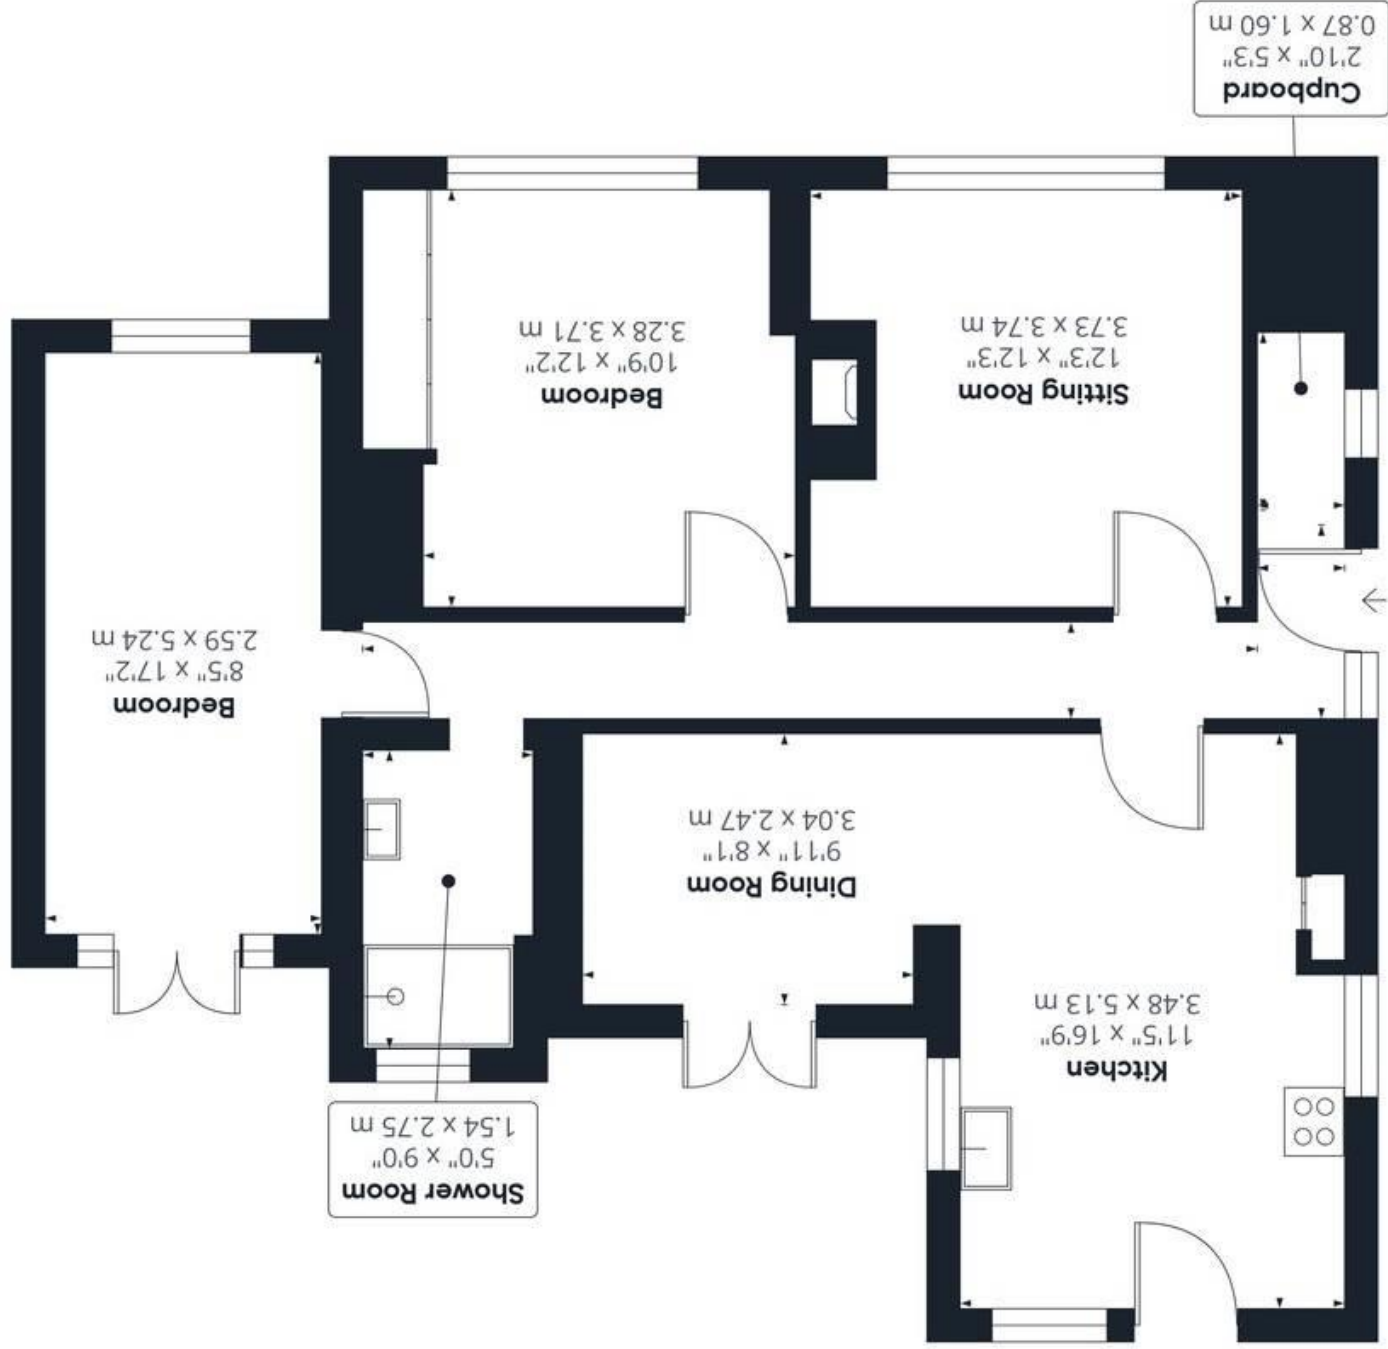 Kitchen
11'5" x 16'9"
3.48 x 5.13 m
Shower Room
5'0" x 9'0"
1.54 x 2.75 m
Dining Room
9'11" x 8'1"
3.04 x 2.47 m
Bedroom
8'5" x 17'2"
2.59 x 5.24 m
Sitting Room
12'3" x 12'3"
3.73 x 3.74 m
Bedroom
10'9" x 12'2"
3.28 x 3.71 m
Cupboard
2'10" x 5'3"
0.87 x 1.60 m